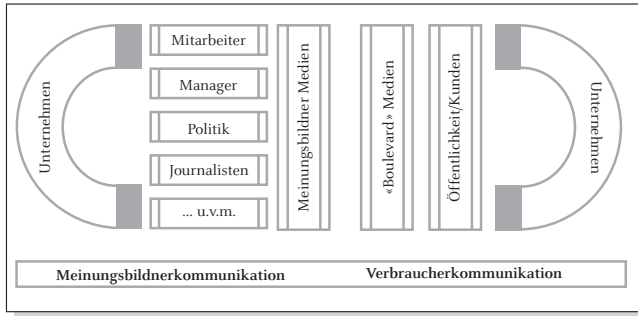 Unternehmen
Mitarbeiter
Manager
Politik
Journalisten
... u.v.m.
Meinungsbildner Medien
«Boulevard» Medien
Öffentlichkeit/Kunden
Unternehmen
Meinungsbildnerkommunikation
Verbraucherkommunikation